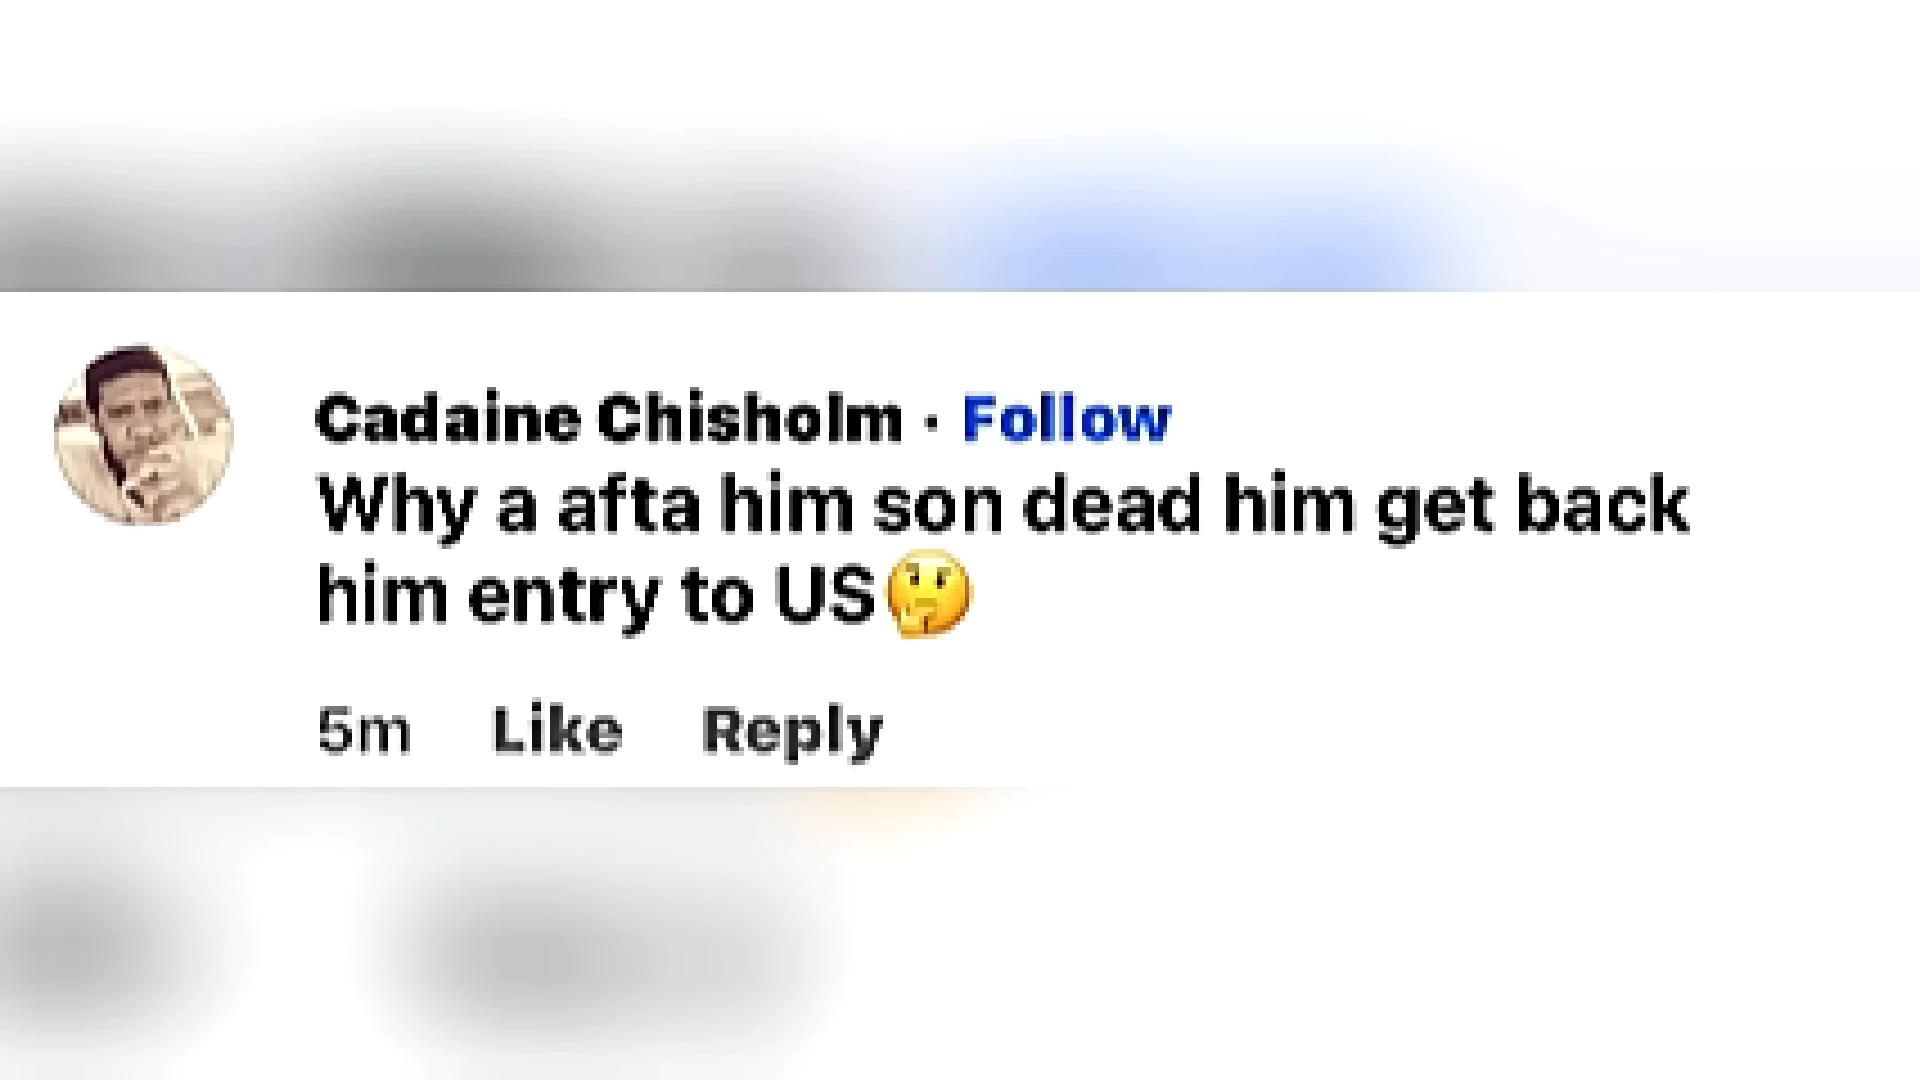 Cadaine Chisholm · Follow
Why a afta him son dead him get back
him entry to US🤔
5m Like Reply